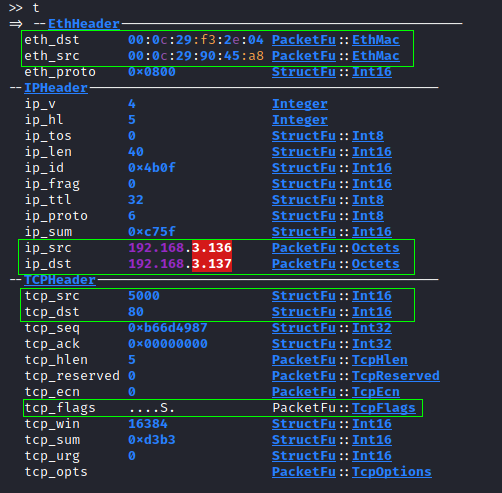 >> t
=> --EthHeader----------------------------------------
eth_dst 00:0c:29:f3:2e:04 PacketFu::EthMac
eth_src 00:0c:29:90:45:a8 PacketFu::EthMac
eth_proto 0x0800 StructFu::Int16
--IPHeader----------------------------------------
ip_v 4 Integer
ip_hl 5 Integer
ip_tos 0 StructFu::Int8
ip_len 40 StructFu::Int16
ip_id 0x4b0f StructFu::Int16
ip_frag 0 StructFu::Int16
ip_ttl 32 StructFu::Int8
ip_proto 6 StructFu::Int8
ip_sum 0xc75f StructFu::Int16
ip_src 192.168.3.136 PacketFu::Octets
ip_dst 192.168.3.137 PacketFu::Octets
--TCPHeader----------------------------------------
tcp_src 5000 StructFu::Int16
tcp_dst 80 StructFu::Int16
tcp_seq 0xb66d4987 StructFu::Int32
tcp_ack 0x00000000 StructFu::Int32
tcp_hlen 5 PacketFu::TcpHlen
tcp_reserved 0 PacketFu::TcpReserved
tcp_ecn 0 PacketFu::TcpEcn
tcp_flags ....S. PacketFu::TcpFlags
tcp_win 16384 StructFu::Int16
tcp_sum 0xd3b3 StructFu::Int16
tcp_urg 0 StructFu::Int16
tcp_opts PacketFu::TcpOptions